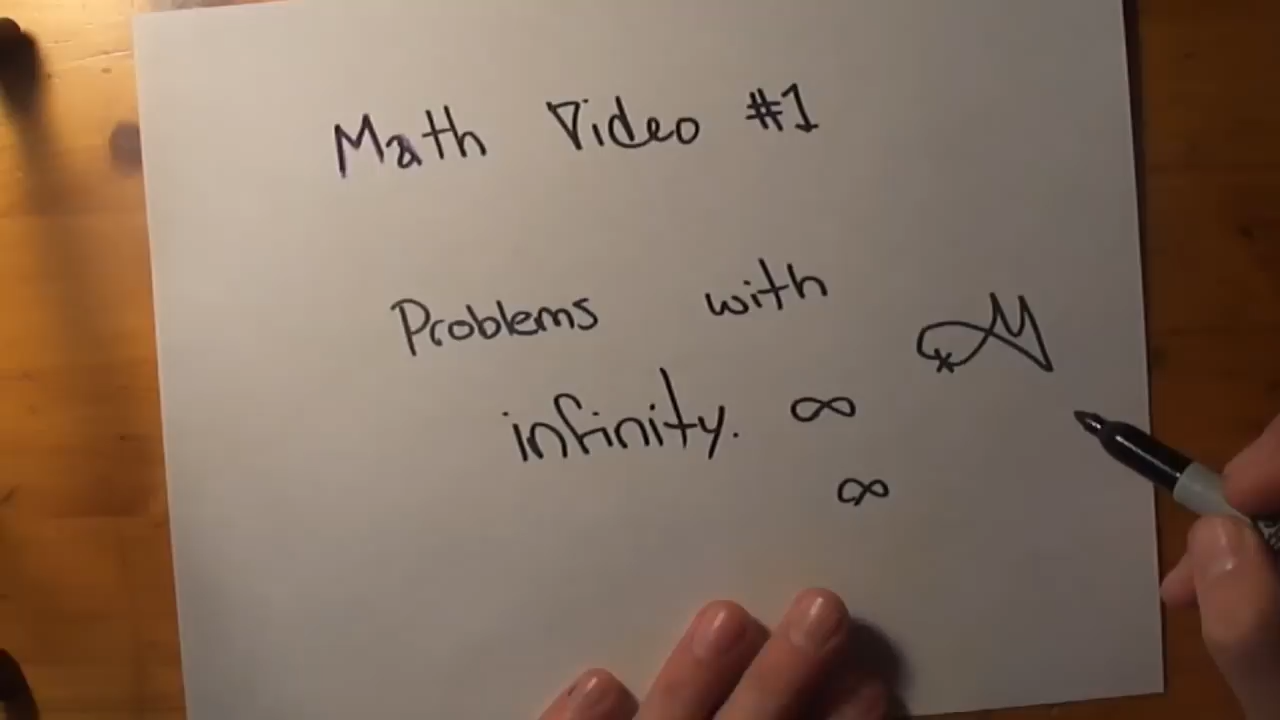 Math Video #1
Problems with
infinity. ∞
∞